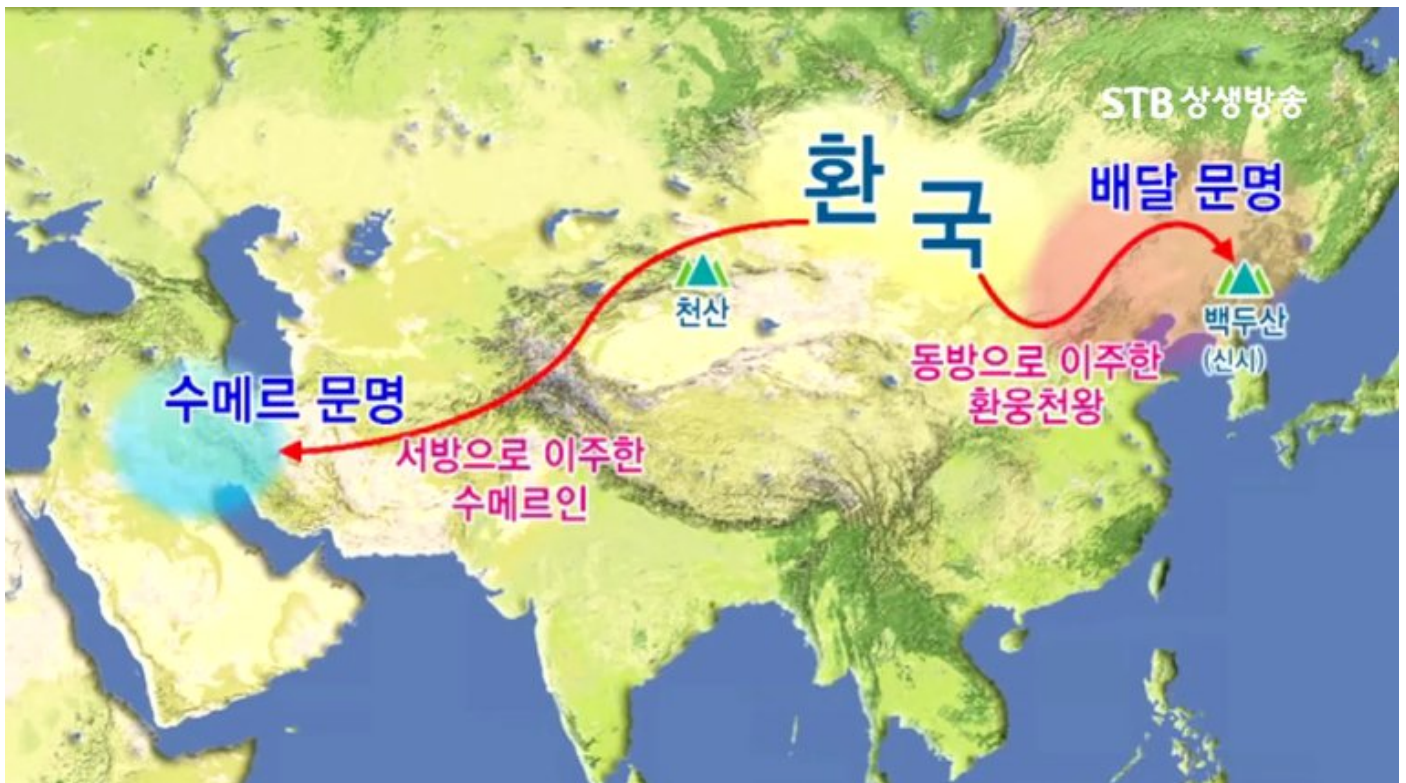 STB 상생방송
환국
배달 문명
천산
백두산
(신시)
동방으로 이주한
환웅천왕
수메르 문명
서방으로 이주한
수메르인